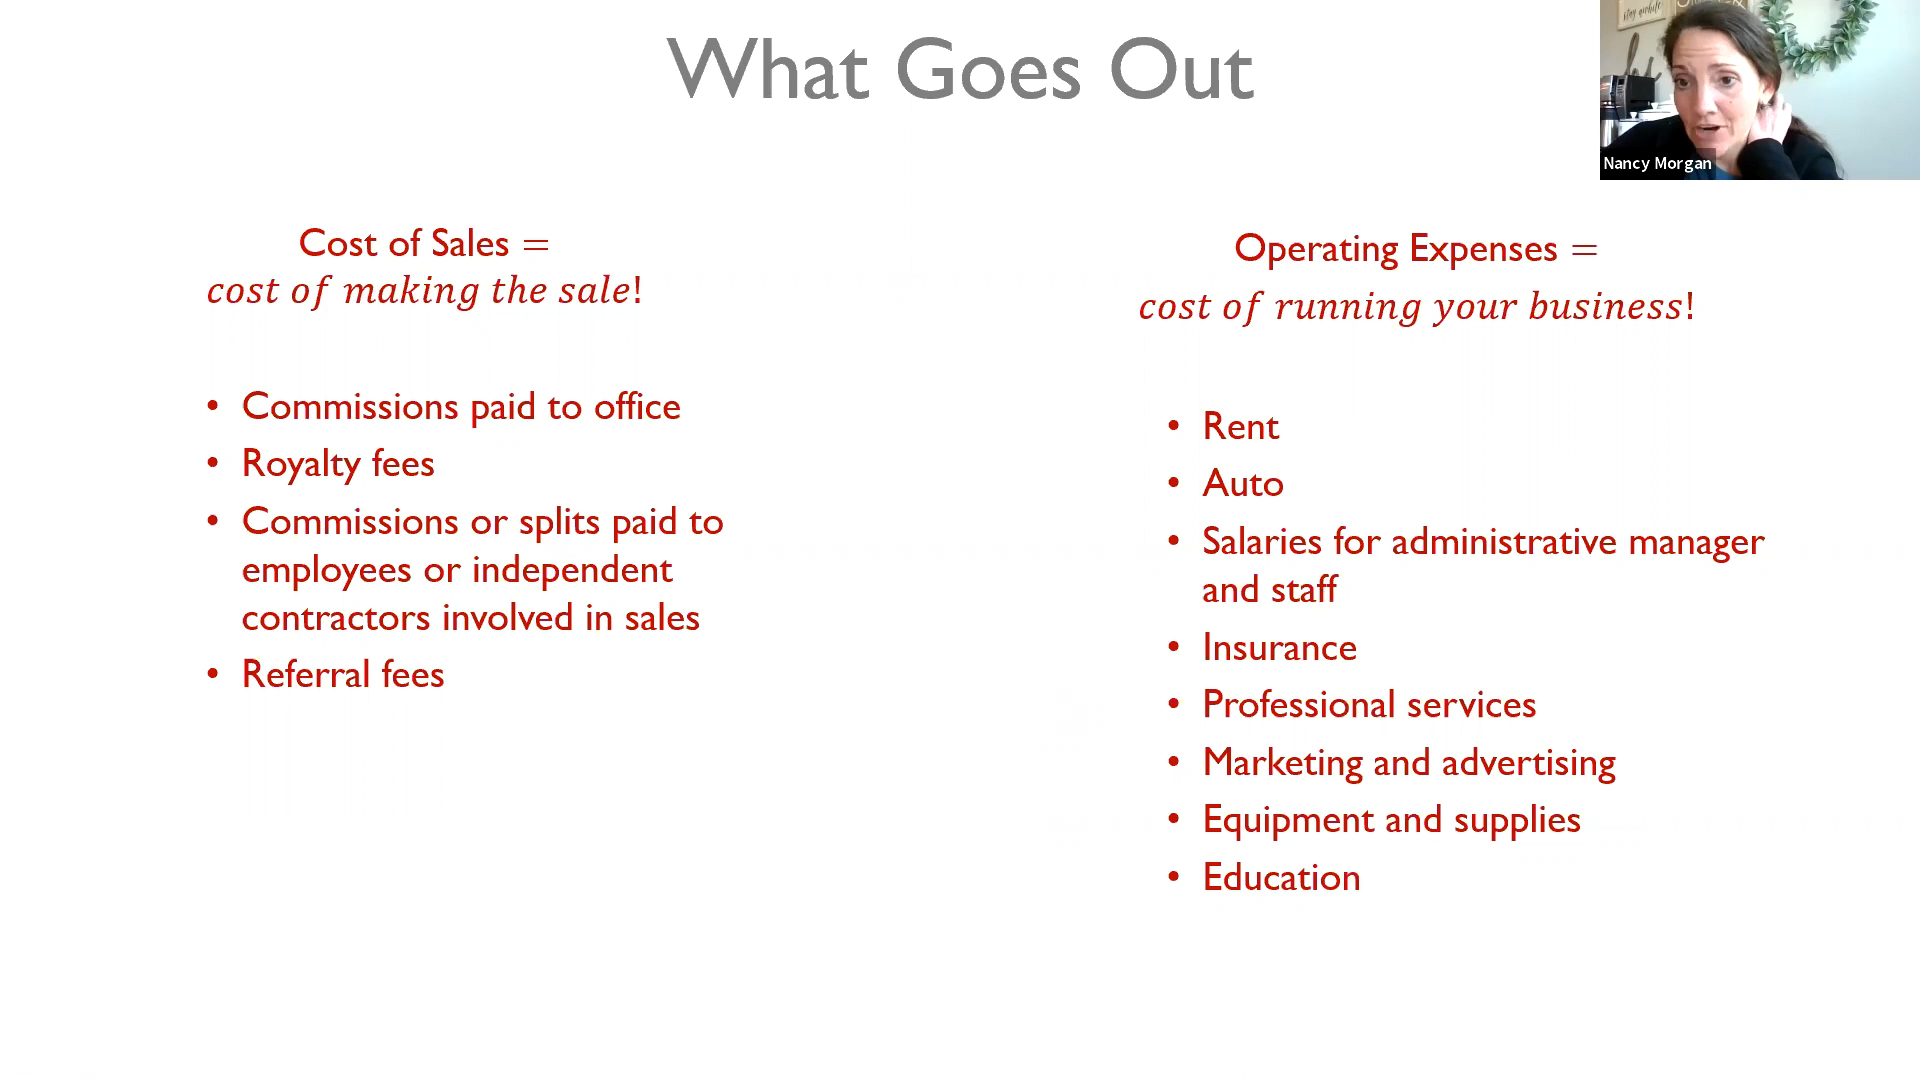 What Goes Out
stay awhile
Nancy Morgan
Cost of Sales =
cost of making the sale!
• Commissions paid to office
• Royalty fees
• Commissions or splits paid to
employees or independent
contractors involved in sales
• Referral fees
Operating Expenses =
cost of running your business!
• Rent
• Auto
• Salaries for administrative manager
and staff
• Insurance
• Professional services
• Marketing and advertising
• Equipment and supplies
• Education